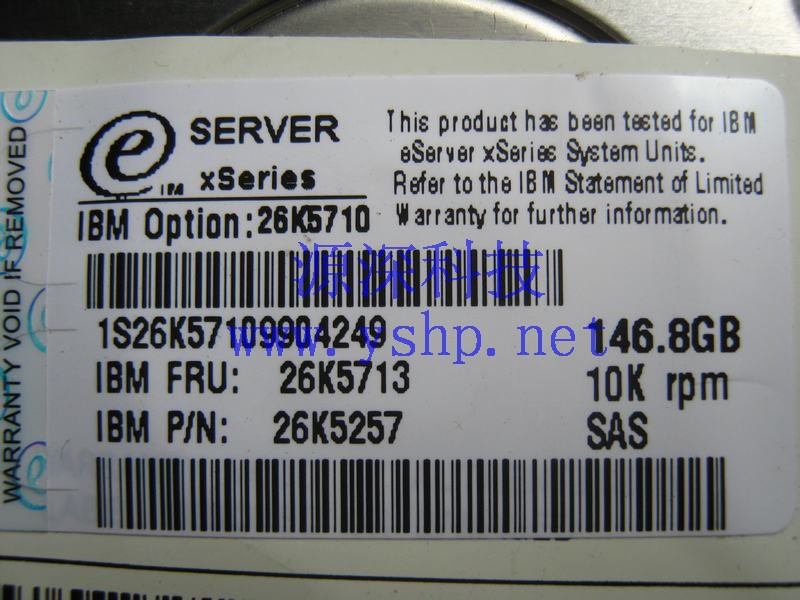 e SERVER
IBM xSeries
IBM Option: 26K5710
This product has been tested for IBM
eServer xSeries System Units.
Refer to the IBM Statement of Limited
Warranty for further information.
源深科技
1S26K57109904249
www.yshp.net
146.8GB
IBM FRU: 26K5713
10K rpm
IBM P/N: 26K5257
SAS
WARRANTY VOID IF REMOVED